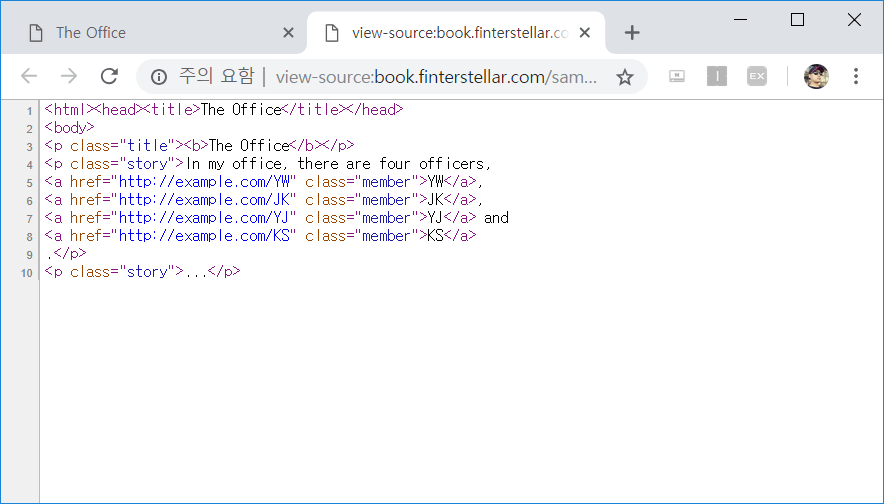 The Office
view-source:book.finterstellar.co
주의 요함 | view-source:book.finterstellar.com/sam...
EX
1 <html><head><title>The Office</title></head>
2 <body>
3 <p class="title"><b>The Office</b></p>
4 <p class="story">In my office, there are four officers,
5 <a href="http://example.com/YW" class="member">YW</a>,
6 <a href="http://example.com/JK" class="member">JK</a>,
7 <a href="http://example.com/YJ" class="member">YJ</a> and
8 <a href="http://example.com/KS" class="member">KS</a>
9 .</p>
10 <p class="story">...</p>